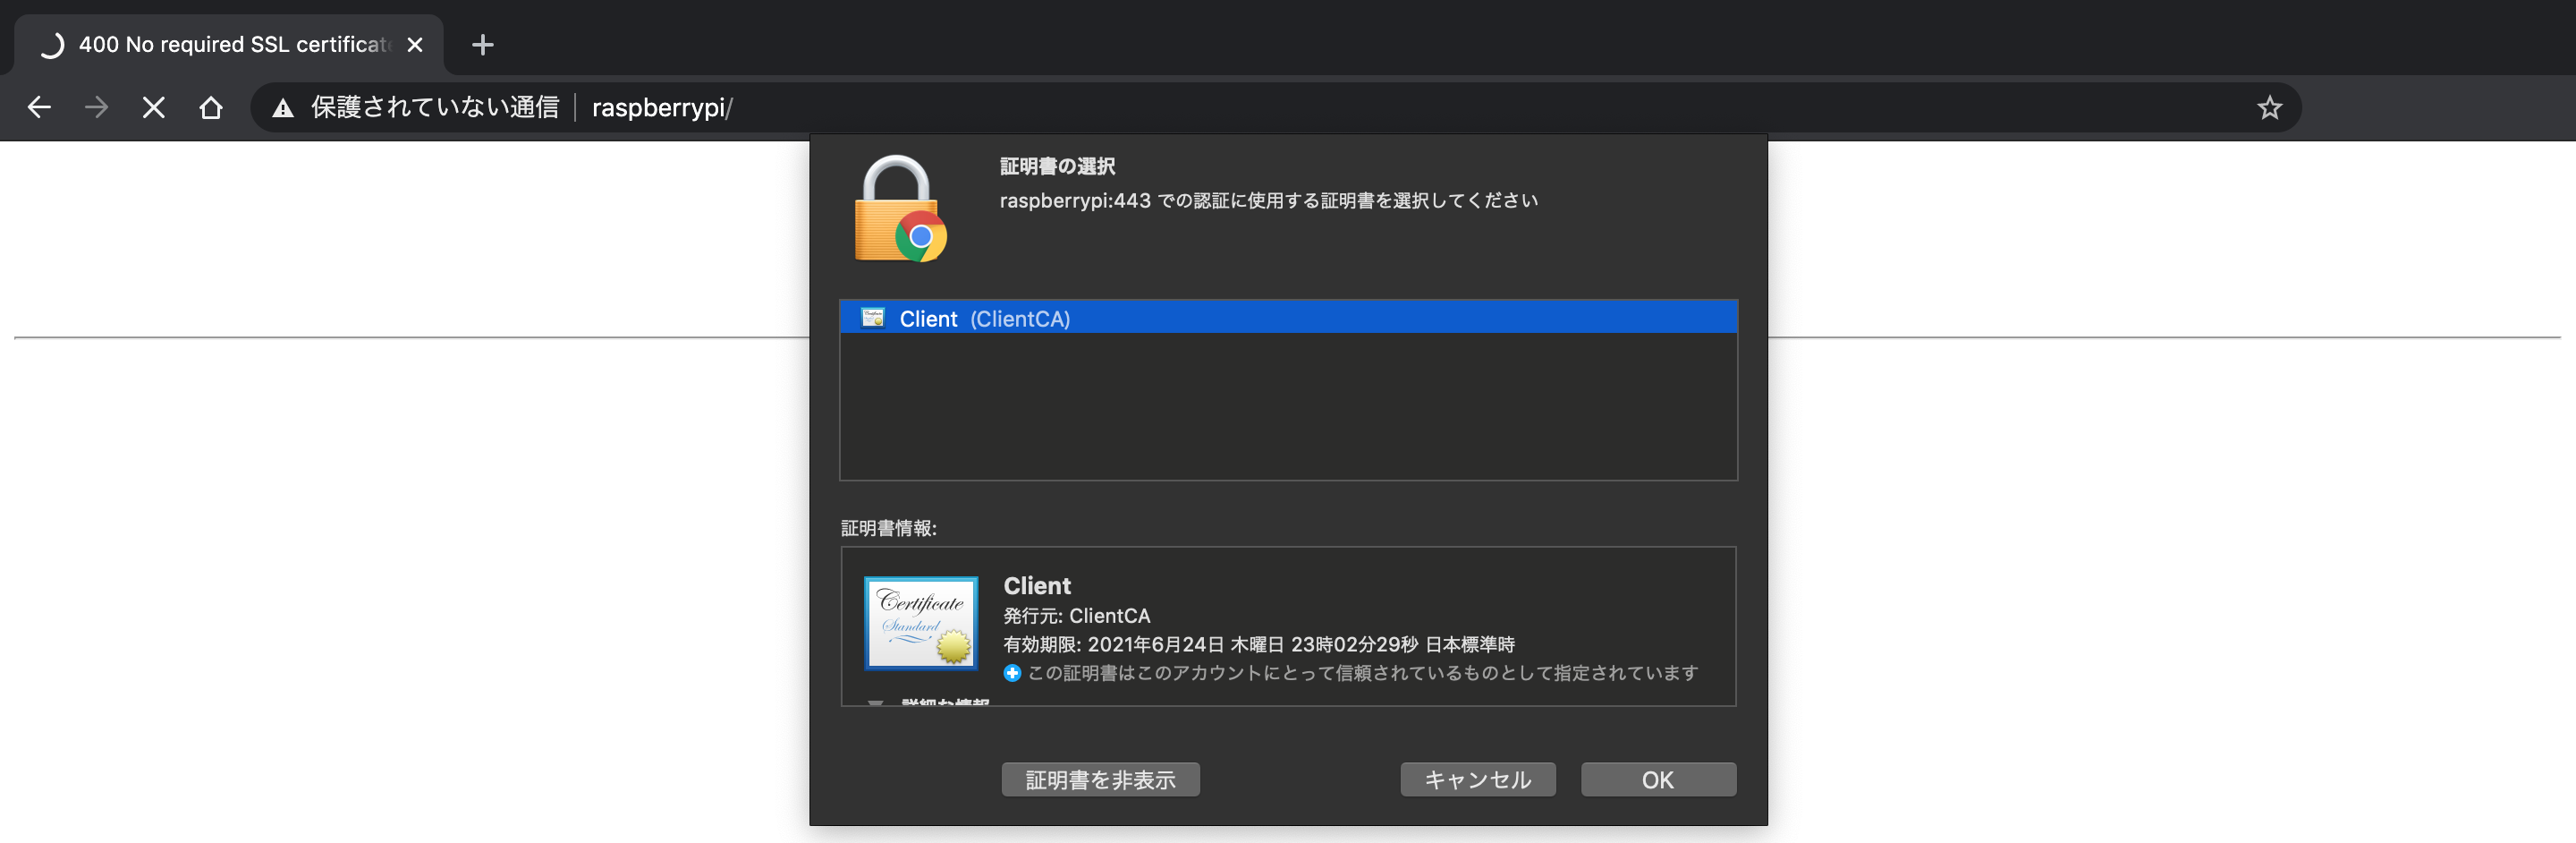 400 No required SSL certificate
保護されていない通信 raspberrypi/
証明書の選択
raspberrypi:443 での認証に使用する証明書を選択してください
Client (ClientCA)
証明書情報:
Certificate
Standard
Client
発行元: ClientCA
有効期限: 2021年6月24日 木曜日 23時02分29秒 日本標準時
この証明書はこのアカウントにとって信頼されているものとして指定されています
詳細な情報
証明書を非表示 キャンセル OK